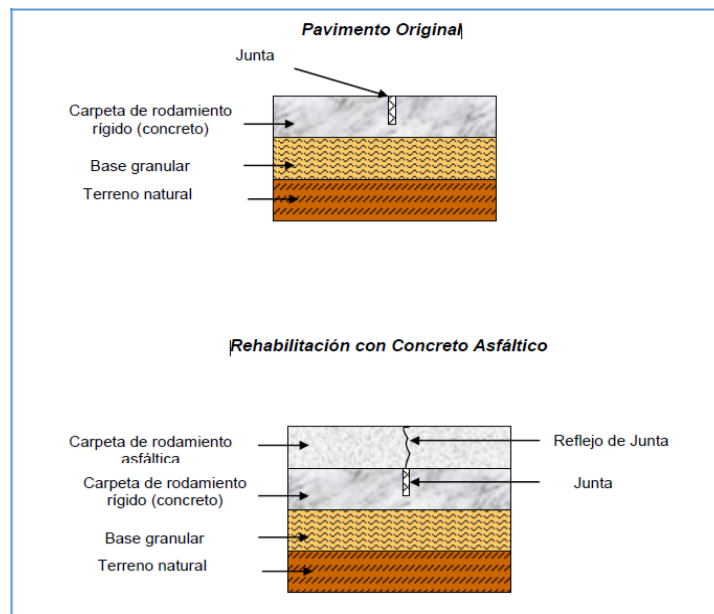 Pavimento Original
Junta
Carpeta de rodamiento
rígido (concreto)
Base granular
Terreno natural
Rehabilitación con Concreto Asfáltico
Carpeta de rodamiento
asfáltica
Reflejo de Junta
Carpeta de rodamiento
rígido (concreto)
Junta
Base granular
Terreno natural